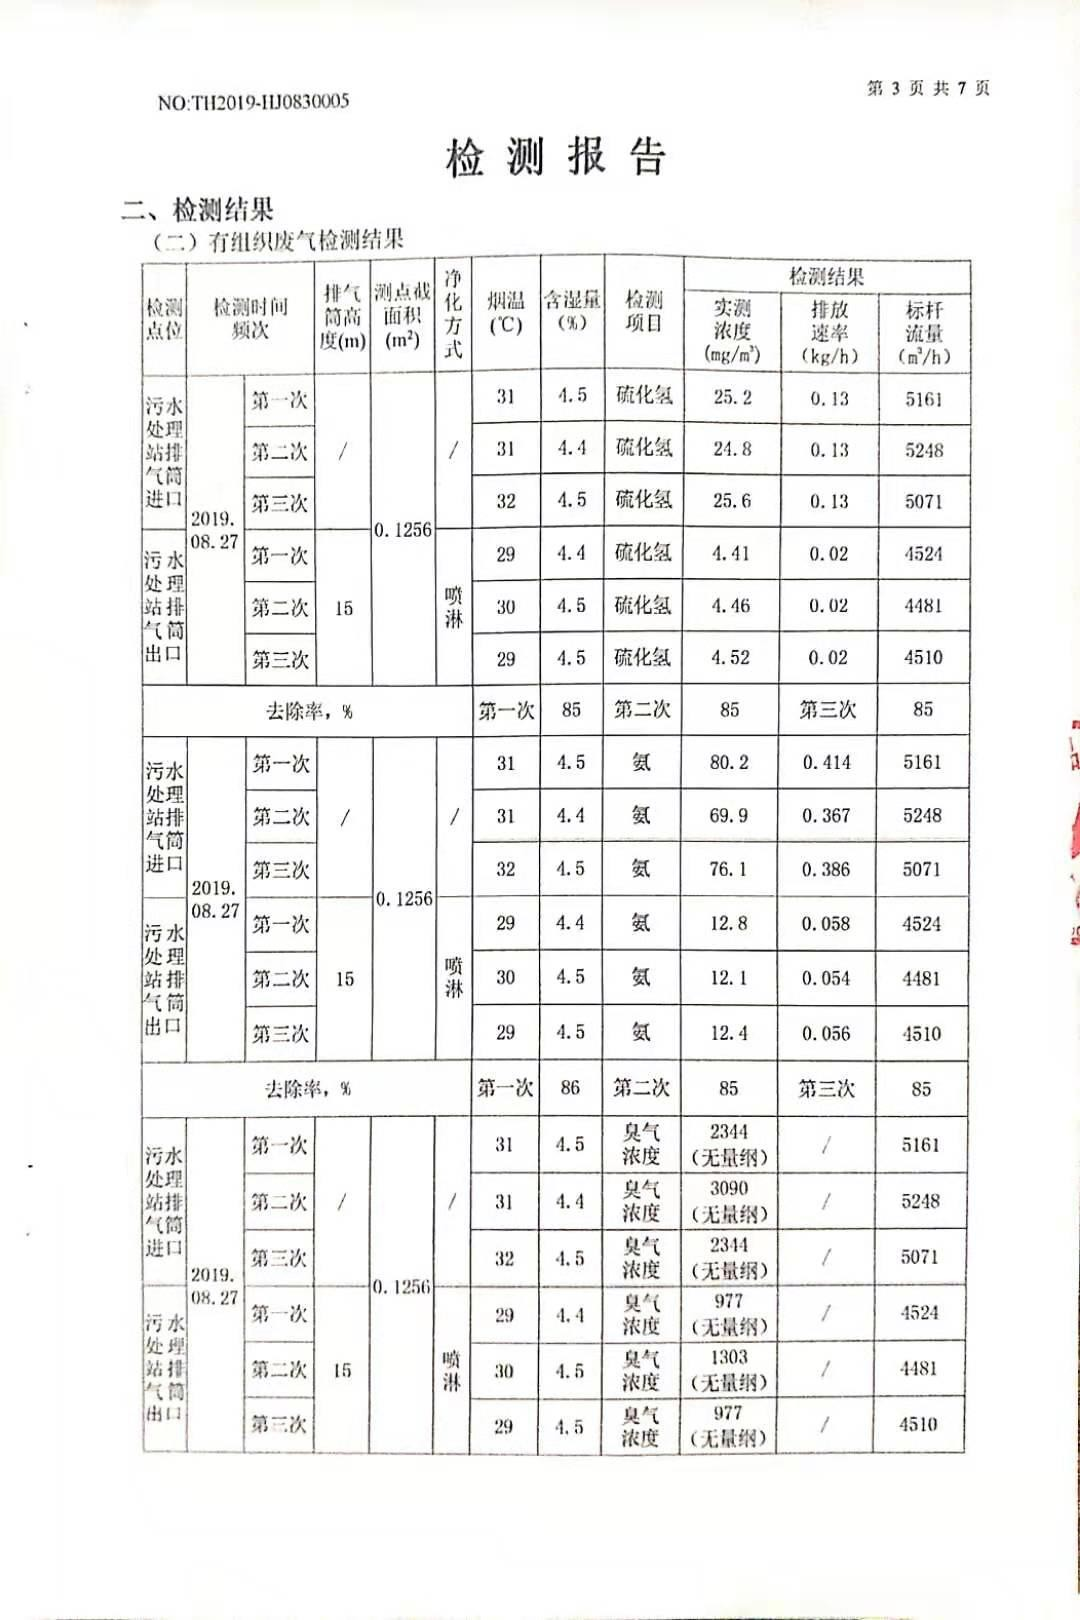 NO:TH2019-HJ0830005
第 3 页 共 7 页
检 测 报 告
二、检测结果
（二）有组织废气检测结果
检测点位 检测时间频次 排气筒高度(m) 测点截面积(m²) 净化方式 烟温(℃) 含湿量(%) 检测项目 检测结果
实测浓度(mg/m³) 排放速率(kg/h) 标杆流量(m³/h)
污水处理站排气筒进口 2019.08.27 第一次 / 0.1256 / 31 4.5 硫化氢 25.2 0.13 5161
第二次 31 4.4 硫化氢 24.8 0.13 5248
第三次 32 4.5 硫化氢 25.6 0.13 5071
污水处理站排气筒出口 第一次 15 喷淋 29 4.4 硫化氢 4.41 0.02 4524
第二次 30 4.5 硫化氢 4.46 0.02 4481
第三次 29 4.5 硫化氢 4.52 0.02 4510
去除率，% 第一次 85 第二次 85 第三次 85
污水处理站排气筒进口 2019.08.27 第一次 / 0.1256 / 31 4.5 氨 80.2 0.414 5161
第二次 31 4.4 氨 69.9 0.367 5248
第三次 32 4.5 氨 76.1 0.386 5071
污水处理站排气筒出口 第一次 15 喷淋 29 4.4 氨 12.8 0.058 4524
第二次 30 4.5 氨 12.1 0.054 4481
第三次 29 4.5 氨 12.4 0.056 4510
去除率，% 第一次 86 第二次 85 第三次 85
污水处理站排气筒进口 2019.08.27 第一次 / 0.1256 / 31 4.5 臭气浓度 2344（无量纲） / 5161
第二次 31 4.4 臭气浓度 3090（无量纲） / 5248
第三次 32 4.5 臭气浓度 2344（无量纲） / 5071
污水处理站排气筒出口 第一次 15 喷淋 29 4.4 臭气浓度 977（无量纲） / 4524
第二次 30 4.5 臭气浓度 1303（无量纲） / 4481
第三次 29 4.5 臭气浓度 977（无量纲） / 4510